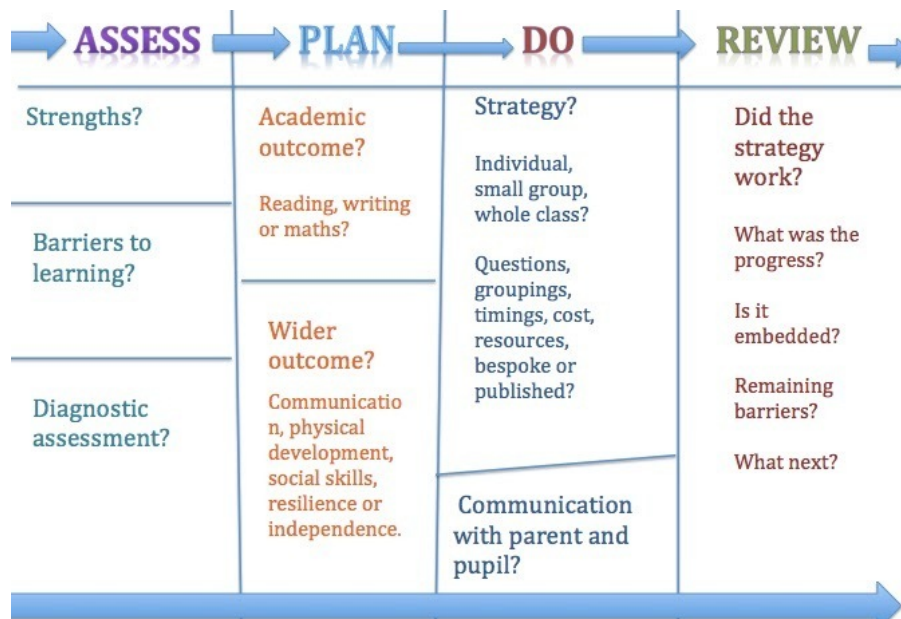 ASSESS
PLAN
DO
REVIEW
Strengths?
Barriers to
learning?
Diagnostic
assessment?
Academic
outcome?
Reading, writing
or maths?
Wider
outcome?
Communicatio
n, physical
development,
social skills,
resilience or
independence.
Strategy?
Individual,
small group,
whole class?
Questions,
groupings,
timings, cost,
resources,
bespoke or
published?
Communication
with parent and
pupil?
Did the
strategy
work?
What was the
progress?
Is it
embedded?
Remaining
barriers?
What next?